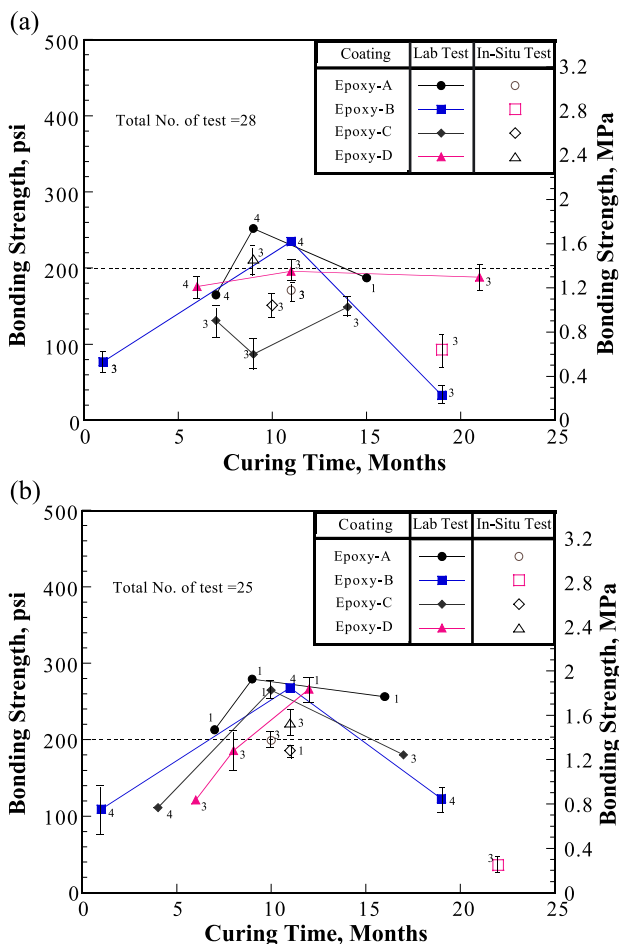 (a)
500
400
300
200
100
0
Bonding Strength, psi
Coating Lab Test In-Situ Test
Epoxy-A
Epoxy-B
Epoxy-C
Epoxy-D
Total No. of test =28
3.2
2.8
2.4
2
1.6
1.2
0.8
0.4
0
Bonding Strength, MPa
4
4
3
4
3
4
3
3
3
1
3
3
3
3
3
3
3
0 5 10 15 20 25
Curing Time, Months
(b)
500
400
300
200
100
0
Bonding Strength, psi
Coating Lab Test In-Situ Test
Epoxy-A
Epoxy-B
Epoxy-C
Epoxy-D
Total No. of test =25
3.2
2.8
2.4
2
1.6
1.2
0.8
0.4
0
Bonding Strength, MPa
1
1
4
1
1
1
3
3
1
3
3
4
4
3
4
3
0 5 10 15 20 25
Curing Time, Months